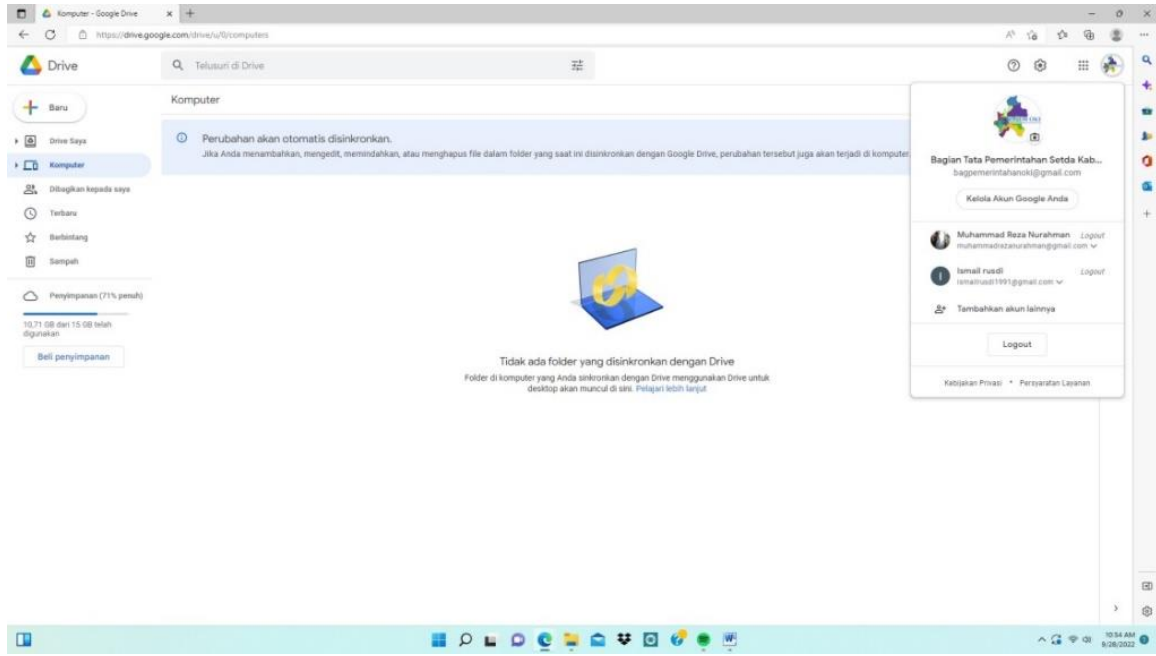 Komputer - Google Drive
https://drive.google.com/drive/u/0/computers
Drive
Telusuri di Drive
Baru
Drive Saya
Komputer
Dibagikan kepada saya
Terbaru
Berbintang
Sampah
Penyimpanan (71% penuh)
10,71 GB dari 15 GB telah
digunakan
Beli penyimpanan
Komputer
Perubahan akan otomatis disinkronkan.
Jika Anda menambahkan, mengedit, memindahkan, atau menghapus file dalam folder yang saat ini disinkronkan dengan Google Drive, perubahan tersebut juga akan terjadi di komputer
Tidak ada folder yang disinkronkan dengan Drive
Folder di komputer yang Anda sinkronkan dengan Drive menggunakan Drive untuk
desktop akan muncul di sini. Pelajari lebih lanjut
Bagian Tata Pemerintahan Setda Kab...
bagpemerintahanoki@gmail.com
Kelola Akun Google Anda
Muhammad Reza Nurahman Logout
muhammadrezanurahman@gmail.com
Ismail rusdi Logout
ismailrusdi1991@gmail.com
Tambahkan akun lainnya
Logout
Kebijakan Privasi • Persyaratan Layanan
10:54 AM
9/28/2022